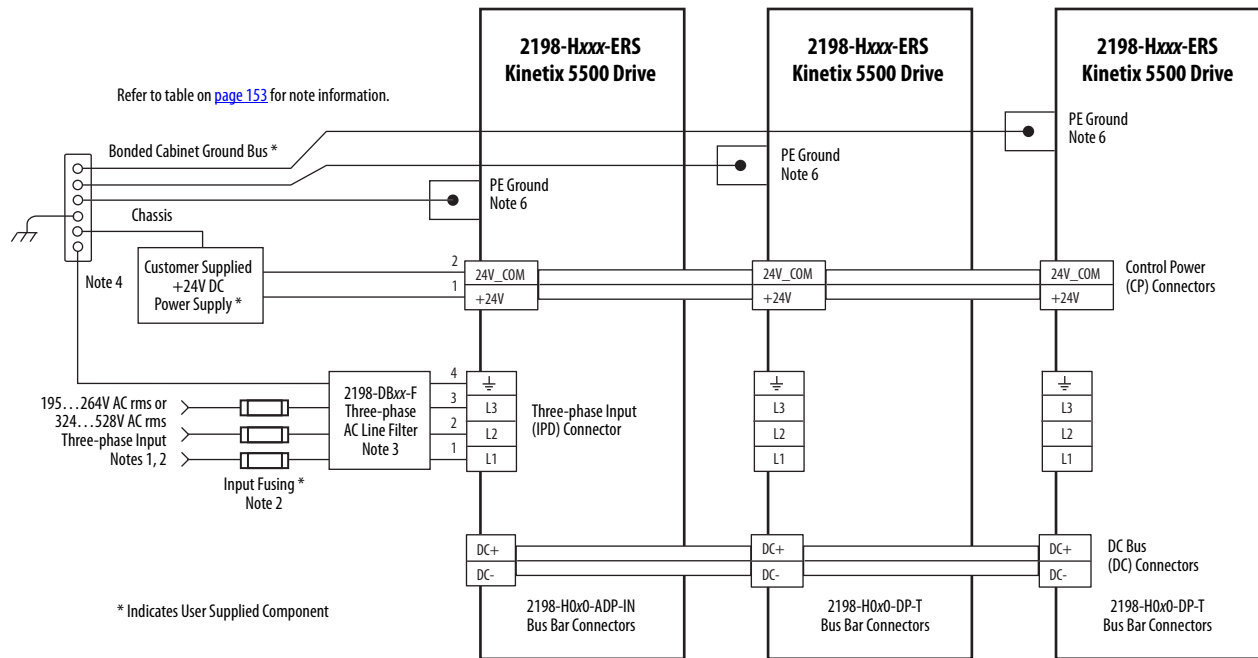 2198-Hxxx-ERS
Kinetix 5500 Drive
2198-Hxxx-ERS
Kinetix 5500 Drive
2198-Hxxx-ERS
Kinetix 5500 Drive
Refer to table on page 153 for note information.
Bonded Cabinet Ground Bus *
PE Ground
Note 6
PE Ground
Note 6
PE Ground
Note 6
Chassis
Note 4
Customer Supplied
+24V DC
Power Supply *
2
1
24V_COM
+24V
24V_COM
+24V
24V_COM
+24V
Control Power
(CP) Connectors
195…264V AC rms or
324…528V AC rms
Three-phase Input
Notes 1, 2
Input Fusing *
Note 2
2198-DBxx-F
Three-phase
AC Line Filter
Note 3
4
3
2
1
L3
L2
L1
Three-phase Input
(IPD) Connector
L3
L2
L1
L3
L2
L1
DC+
DC-
DC+
DC-
DC+
DC-
DC Bus
(DC) Connectors
* Indicates User Supplied Component
2198-H0x0-ADP-IN
Bus Bar Connectors
2198-H0x0-DP-T
Bus Bar Connectors
2198-H0x0-DP-T
Bus Bar Connectors